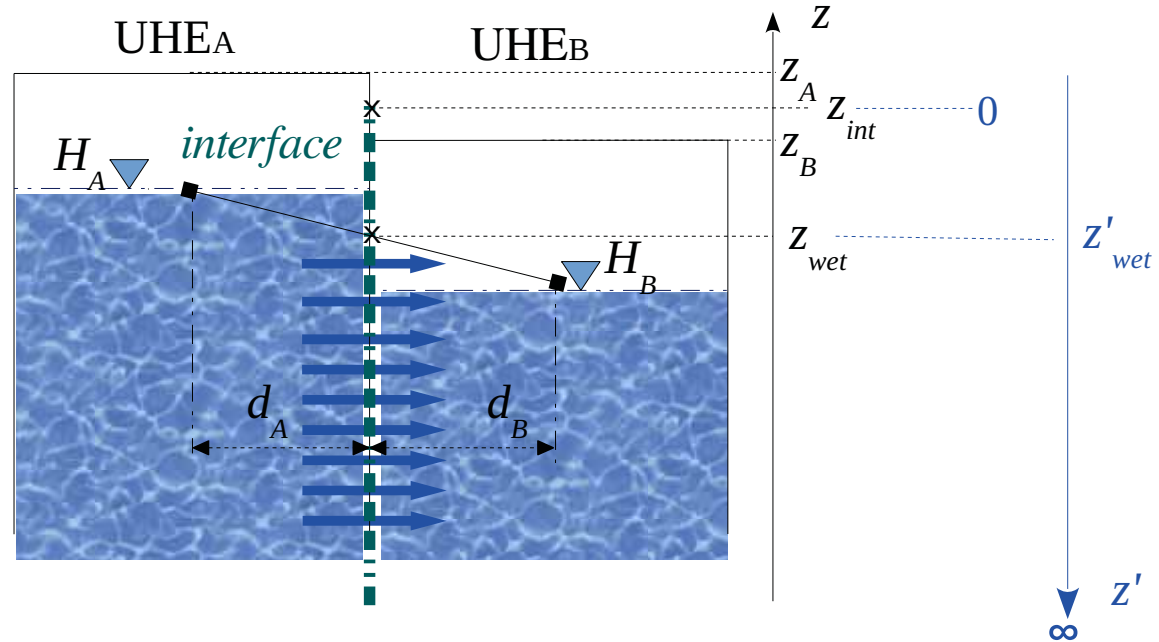 z
UHEA
UHEB
zA
zint
0
interface
zB
HA
zwet
z'wet
HB
dA
dB
z'
∞